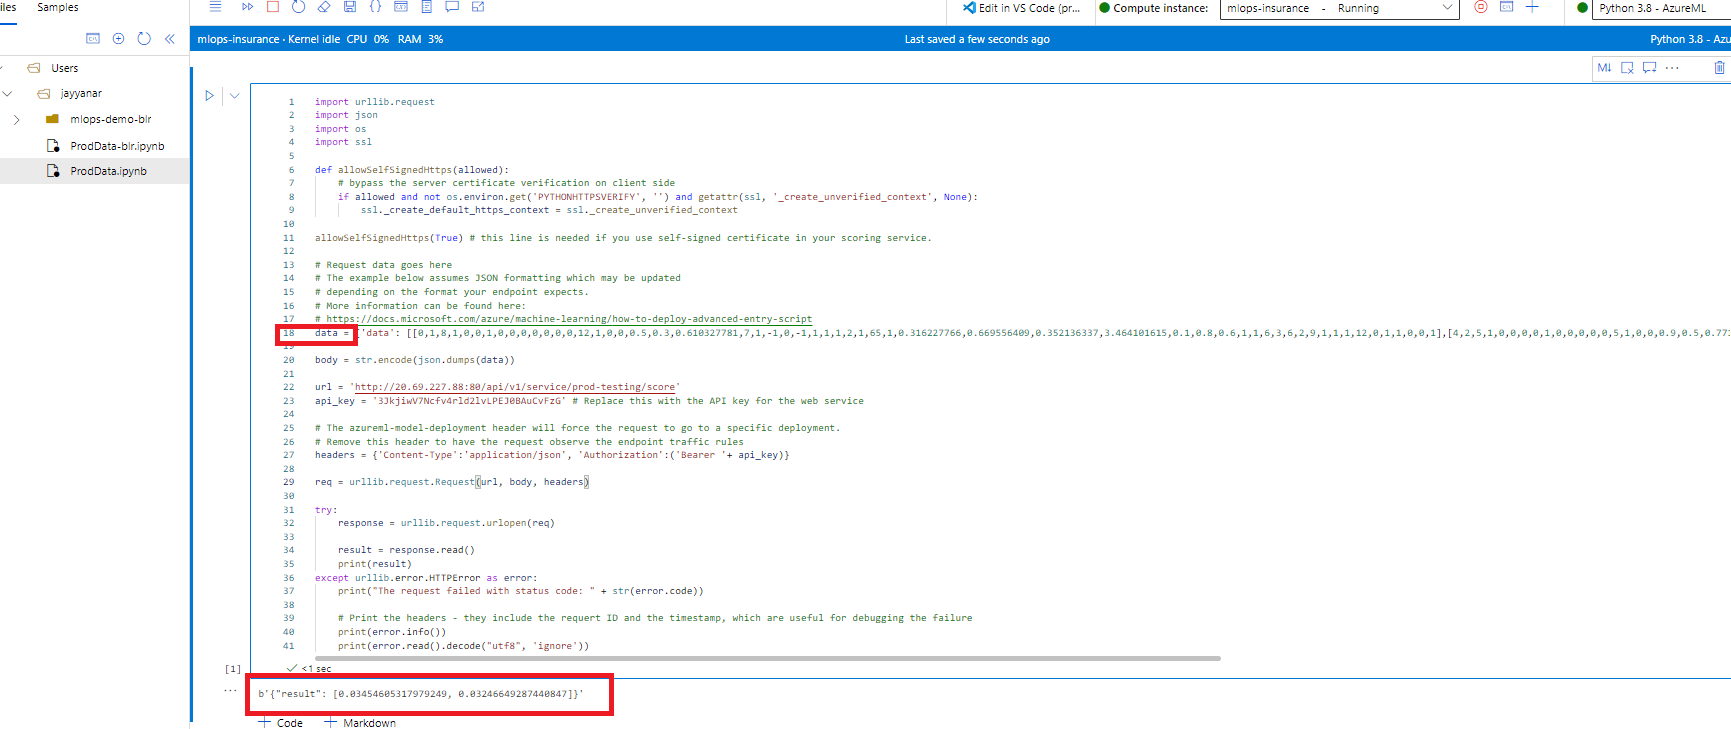 iles Samples
Edit in VS Code (pr... Compute instance: mlops-insurance - Running Python 3.8 - AzureML
mlops-insurance · Kernel idle CPU 0% RAM 3% Last saved a few seconds ago Python 3.8 - Azu
Users
jayyanar
mlops-demo-blr
ProdData-blr.ipynb
ProdData.ipynb
M↓ ...
1 import urllib.request
2 import json
3 import os
4 import ssl
5
6 def allowSelfSignedHttps(allowed):
7 # bypass the server certificate verification on client side
8 if allowed and not os.environ.get('PYTHONHTTPSVERIFY', '') and getattr(ssl, '_create_unverified_context', None):
9 ssl._create_default_https_context = ssl._create_unverified_context
10
11 allowSelfSignedHttps(True) # this line is needed if you use self-signed certificate in your scoring service.
12
13 # Request data goes here
14 # The example below assumes JSON formatting which may be updated
15 # depending on the format your endpoint expects.
16 # More information can be found here:
17 # https://docs.microsoft.com/azure/machine-learning/how-to-deploy-advanced-entry-script
18 data = {'data': [[0,1,8,1,0,0,1,0,0,0,0,0,0,0,12,1,0,0,0.5,0.3,0.610327781,7,1,-1,0,-1,1,1,1,2,1,65,1,0.316227766,0.669556409,0.352136337,3.464101615,0.1,0.8,0.6,1,1,6,3,6,2,9,1,1,1,12,0,1,1,0,0,1],[4,2,5,1,0,0,0,0,1,0,0,0,0,0,5,1,0,0,0.9,0.5,0.771
19
20 body = str.encode(json.dumps(data))
21
22 url = 'http://20.69.227.88:80/api/v1/service/prod-testing/score'
23 api_key = '3JkjiwV7Ncfv4rld2lvLPEJ0BAuCvFzG' # Replace this with the API key for the web service
24
25 # The azureml-model-deployment header will force the request to go to a specific deployment.
26 # Remove this header to have the request observe the endpoint traffic rules
27 headers = {'Content-Type':'application/json', 'Authorization':('Bearer '+ api_key)}
28
29 req = urllib.request.Request(url, body, headers)
30
31 try:
32 response = urllib.request.urlopen(req)
33
34 result = response.read()
35 print(result)
36 except urllib.error.HTTPError as error:
37 print("The request failed with status code: " + str(error.code))
38
39 # Print the headers - they include the requert ID and the timestamp, which are useful for debugging the failure
40 print(error.info())
41 print(error.read().decode("utf8", 'ignore'))
[1] <1 sec
... b'{"result": [0.03454605317979249, 0.03246649287440847]}'
Code Markdown